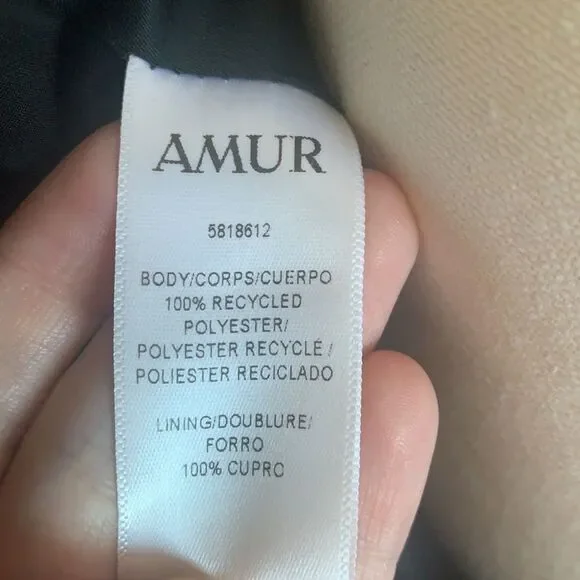 AMUR
5818612
BODY/CORPS/CUERPO
100% RECYCLED
POLYESTER/
POLYESTER RECYCLÉ /
POLIESTER RECICLADO
LINING/DOUBLURE/
FORRO
100% CUPRO